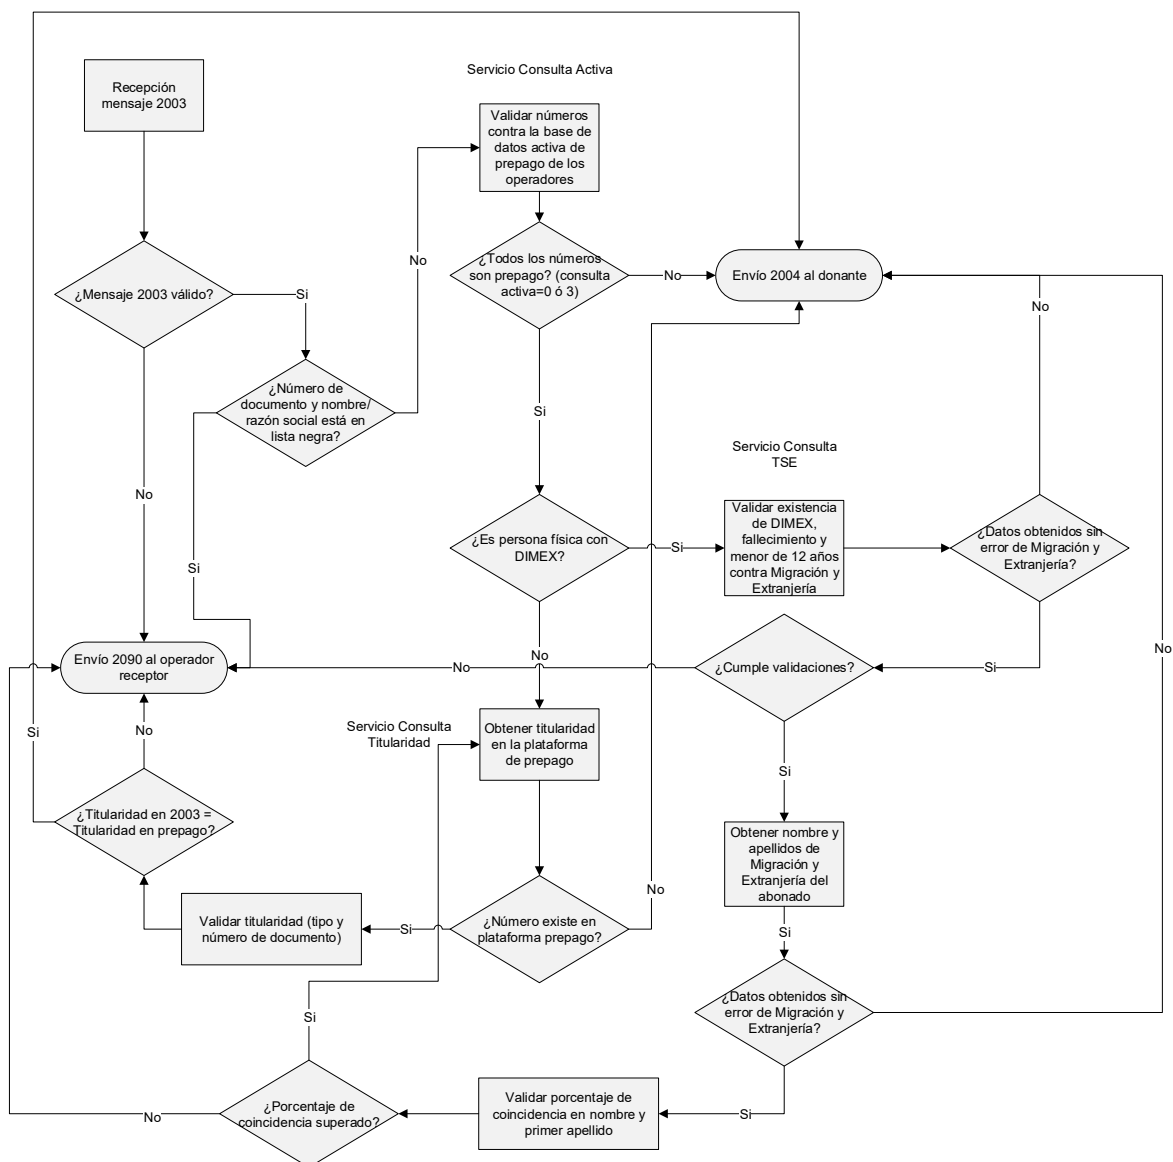 Servicio Consulta Activa
Recepción
mensaje 2003
Validar números
contra la base de
datos activa de
prepago de los
operadores
No
¿Todos los números
son prepago? (consulta
activa=0 ó 3)
No
Envío 2004 al donante
¿Mensaje 2003 válido?
Si
No
¿Número de
documento y nombre/
razón social está en
lista negra?
Si
Servicio Consulta
TSE
No
Validar existencia
de DIMEX,
fallecimiento y
menor de 12 años
contra Migración y
Extranjería
¿Es persona física con
DIMEX?
Si
¿Datos obtenidos sin
error de Migración y
Extranjería?
Si
No
Envío 2090 al operador
receptor
No
¿Cumple validaciones?
Si
No
No
Si
Servicio Consulta
Titularidad
Obtener titularidad
en la plataforma
de prepago
Si
¿Titularidad en 2003 =
Titularidad en prepago?
Obtener nombre y
apellidos de
Migración y
Extranjería del
abonado
No
Validar titularidad (tipo y
número de documento)
Si
¿Número existe en
plataforma prepago?
Si
¿Datos obtenidos sin
error de Migración y
Extranjería?
Si
¿Porcentaje de
coincidencia superado?
No
Validar porcentaje de
coincidencia en nombre y
primer apellido
Si